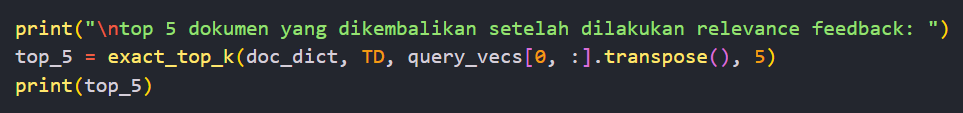 print("\ntop 5 dokumen yang dikembalikan setelah dilakukan relevance feedback: ")
top_5 = exact_top_k(doc_dict, TD, query_vecs[0, :].transpose(), 5)
print(top_5)